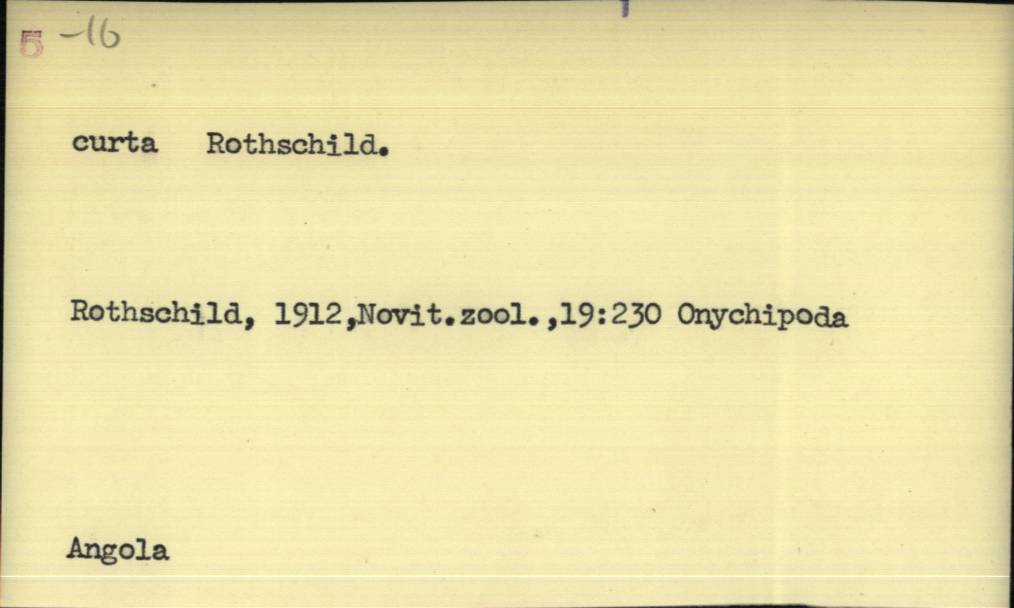 5 -16
curta Rothschild.
Rothschild, 1912,Novit.zool.,19:230 Onychipoda
Angola